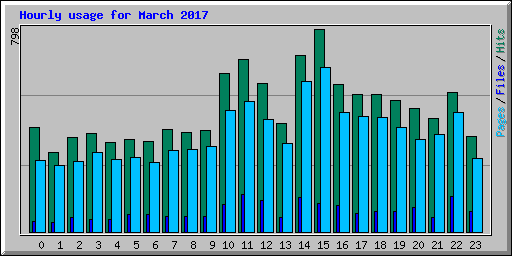 Hourly usage for March 2017
798
Pages / Files / Hits
0 1 2 3 4 5 6 7 8 9 10 11 12 13 14 15 16 17 18 19 20 21 22 23